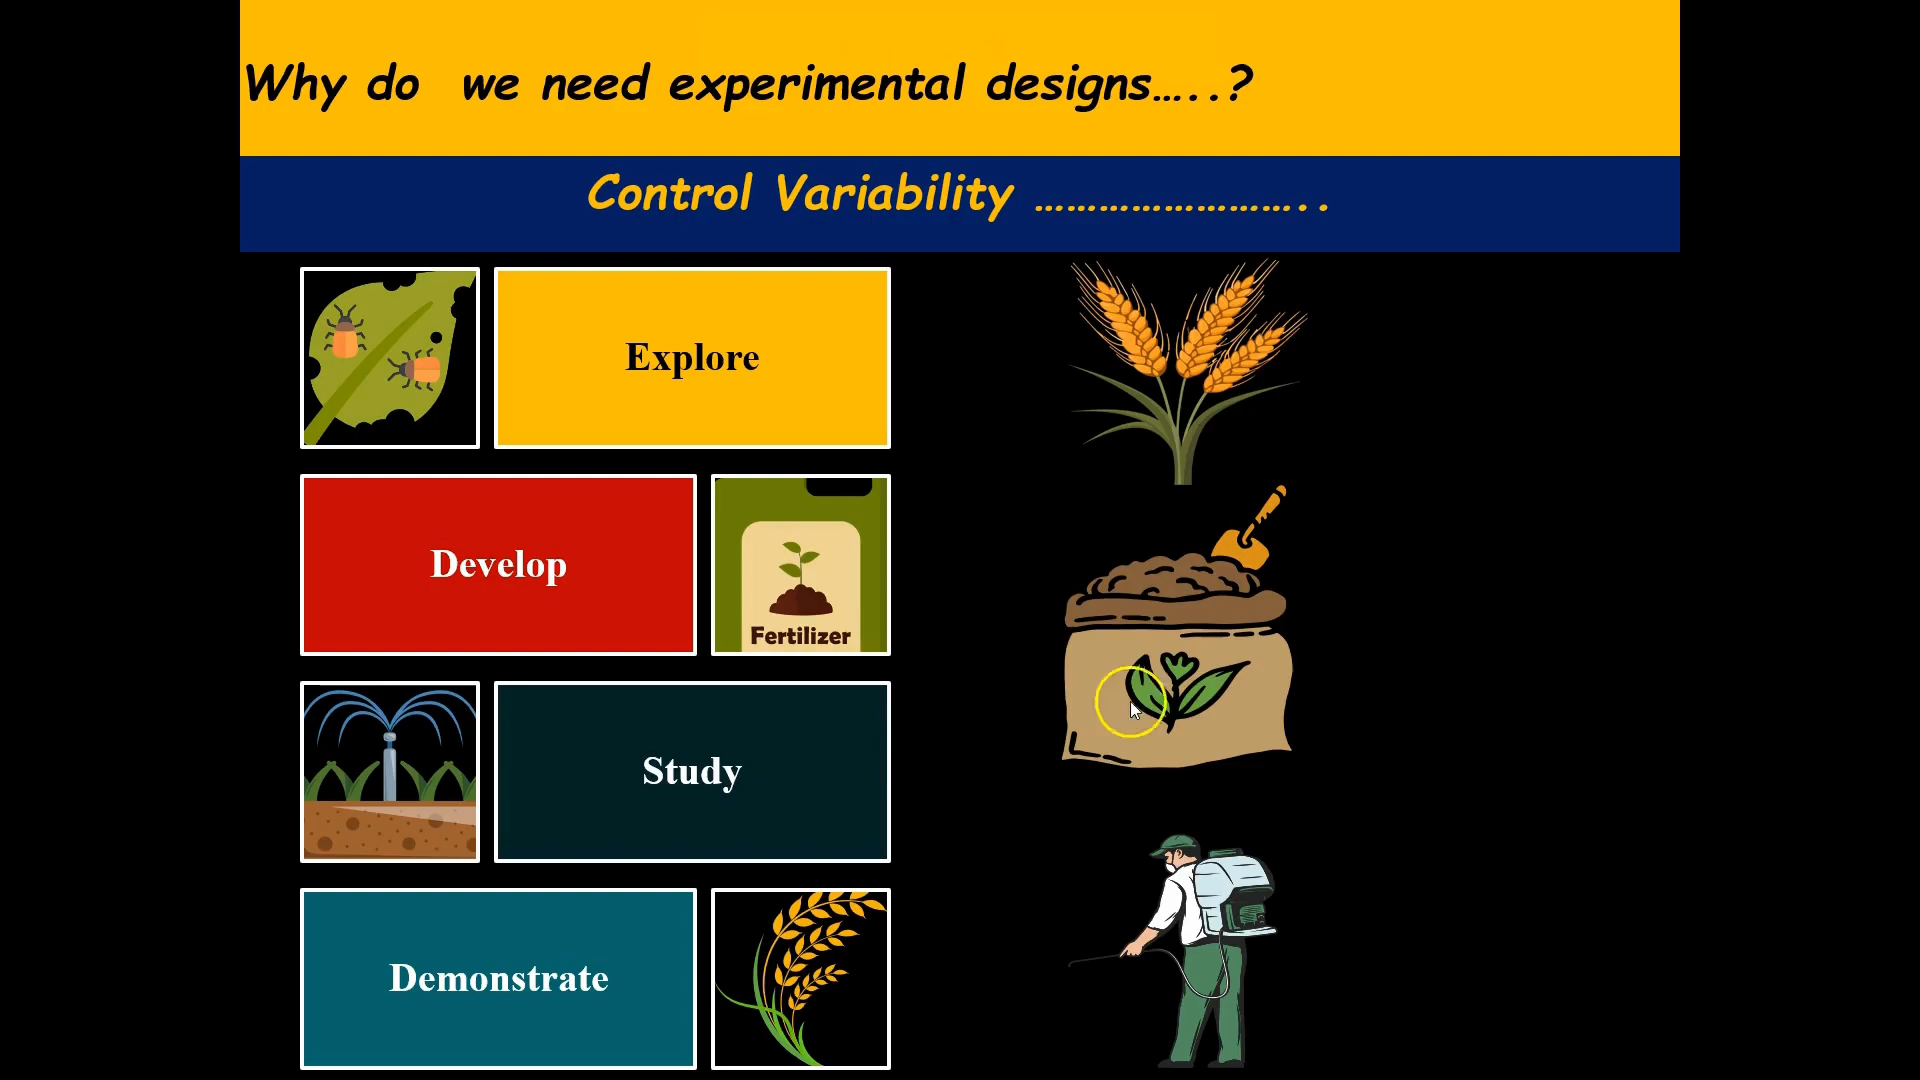 Why do we need experimental designs…..?
Control Variability ……………………..
Explore
Develop
Fertilizer
Study
Demonstrate